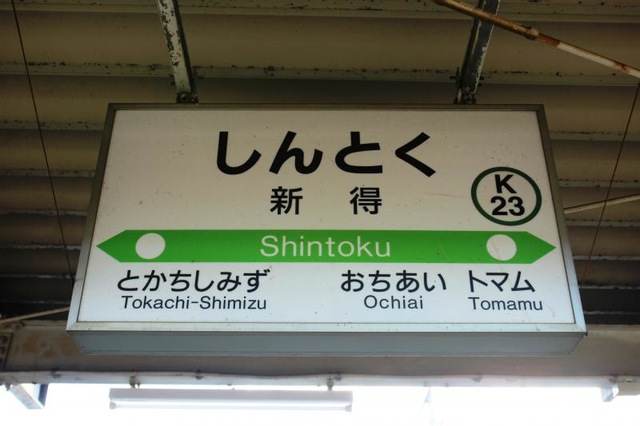 しんとく
新得
K
23
Shintoku
とかちしみず おちあい トマム
Tokachi-Shimizu Ochiai Tomamu